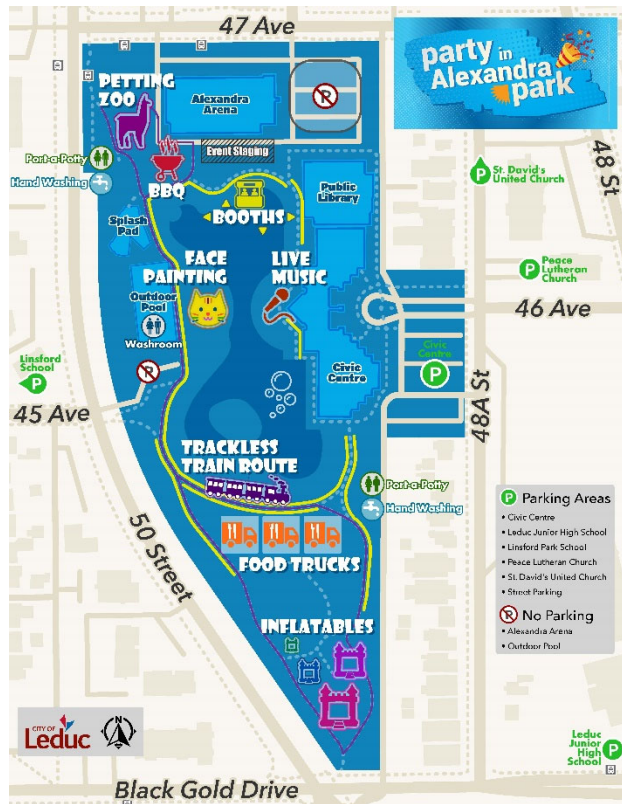 47 Ave
party in
Alexandra
park
48 St
PETTING
ZOO
Alexandra
Arena
P
Event Staging
Port-a-Potty
Hand Washing
BBQ
BOOTHS
Public
Library
P
St. David's
United Church
Splash
Pad
FACE
PAINTING
LIVE
MUSIC
P
Peace
Lutheran
Church
46 Ave
Outdoor
Pool
Washroom
Linsford
School
P
P
Civic
Centre
Civic
Centre
P
45 Ave
48A St
TRACKLESS
TRAIN ROUTE
Port-a-Potty
Hand Washing
50 Street
FOOD TRUCKS
INFLATABLES
P Parking Areas
• Civic Centre
• Leduc Junior High School
• Linsford Park School
• Peace Lutheran Church
• St. David's United Church
• Street Parking
P No Parking
• Alexandra Arena
• Outdoor Pool
CITY OF
Leduc
N
Leduc
Junior
High
School
P
Black Gold Drive